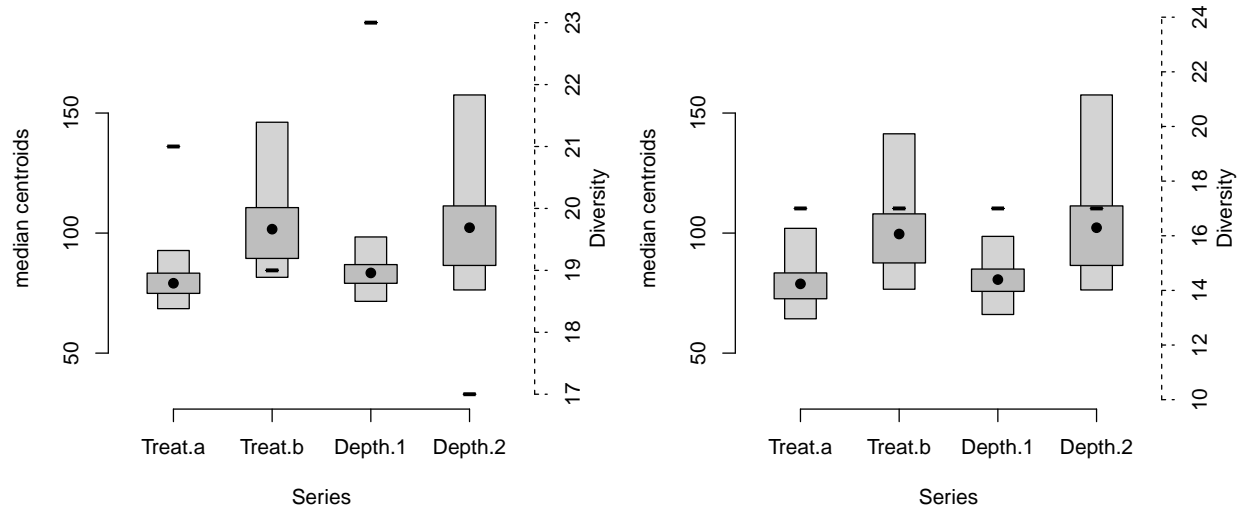 median centroids
50
100
150
Treat.a Treat.b Depth.1 Depth.2
Series
17
18
19
20
21
22
23
Diversity
median centroids
50
100
150
Treat.a Treat.b Depth.1 Depth.2
Series
10
12
14
16
18
20
22
24
Diversity